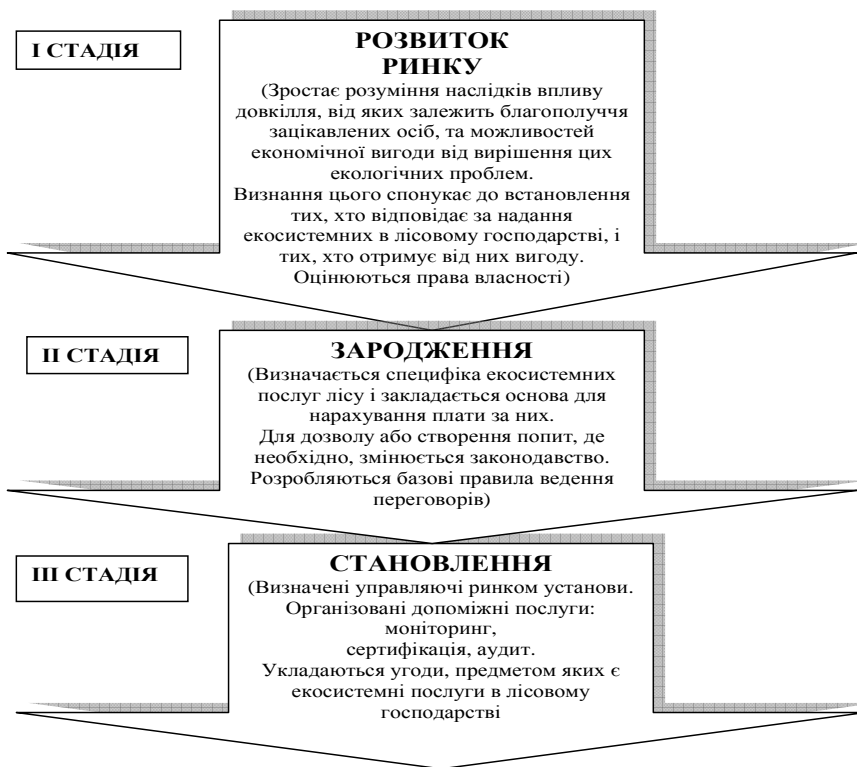 І СТАДІЯ
РОЗВИТОК
РИНКУ
(Зростає розуміння наслідків впливу
довкілля, від яких залежить благополуччя
зацікавлених осіб, та можливостей
економічної вигоди від вирішення цих
екологічних проблем.
Визнання цього спонукає до встановлення
тих, хто відповідає за надання
екосистемних в лісовому господарстві, і
тих, хто отримує від них вигоду.
Оцінюються права власності)
ІІ СТАДІЯ
ЗАРОДЖЕННЯ
(Визначається специфіка екосистемних
послуг лісу і закладається основа для
нарахування плати за них.
Для дозволу або створення попит, де
необхідно, змінюється законодавство.
Розробляються базові правила ведення
переговорів)
ІІІ СТАДІЯ
СТАНОВЛЕННЯ
(Визначені управляючі ринком установи.
Організовані допоміжні послуги:
моніторинг,
сертифікація, аудит.
Укладаються угоди, предметом яких є
екосистемні послуги в лісовому
господарстві